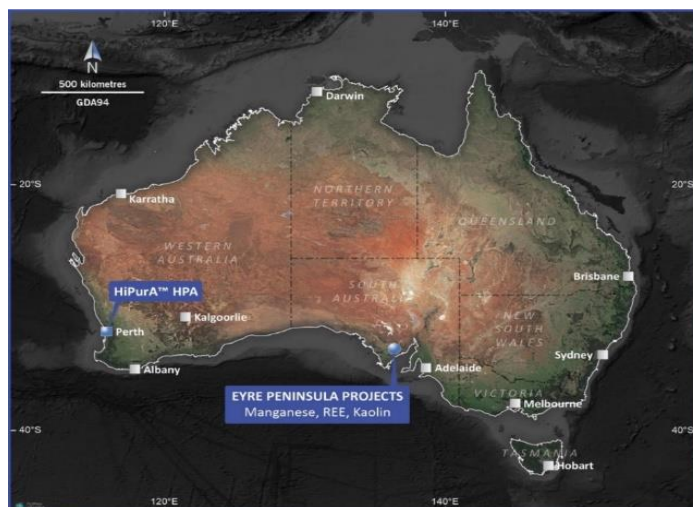 120°E
140°E
N
500 kilometres
GDA94
Darwin
20°S
20°S
Karratha
NORTHERN
TERRITORY
QUEENSLAND
WESTERN
AUSTRALIA
Brisbane
HiPurA™ HPA
SOUTH
AUSTRALI
Kalgoorlie
Perth
NEW
SOUTH
WALES
Sydney
Albany
Adelaide
EYRE PENINSULA PROJECTS
Manganese, REE, Kaolin
VICTORIA
Melbourne
40°S
40°S
TASMANIA
Hobart
120°E
140°E